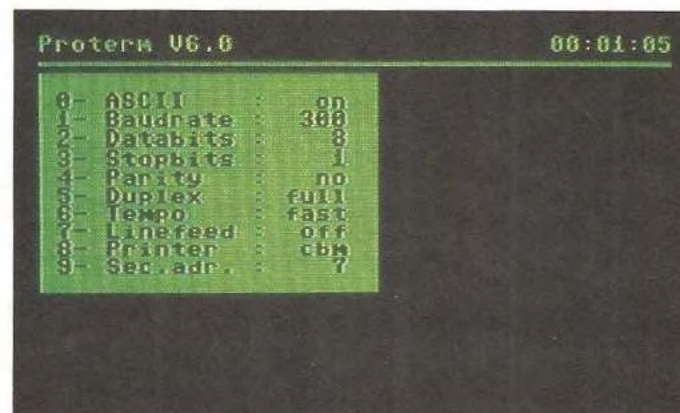 Proterm V6.0 00:01:05
0- ASCII : on
1- Baudrate : 300
2- Databits : 8
3- Stopbits : 1
4- Parity : no
5- Duplex : full
6- Tempo : fast
7- Linefeed : off
8- Printer : cbm
9- Sec.adr. : 7